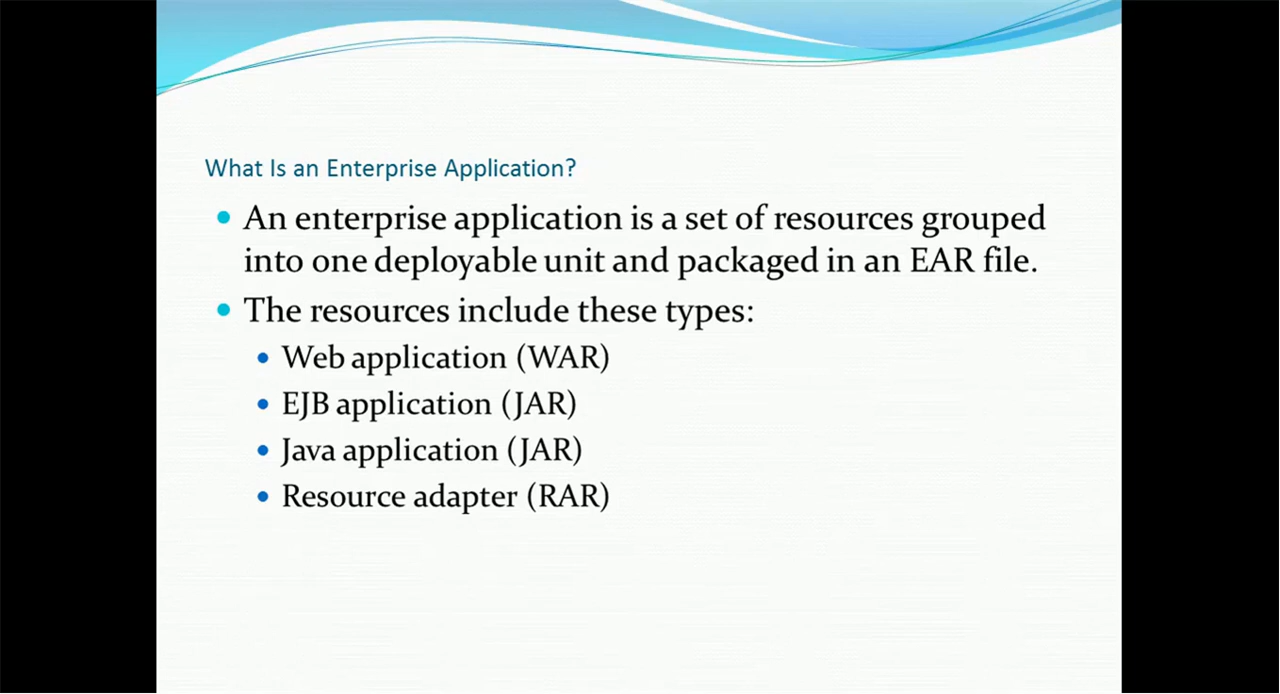 What Is an Enterprise Application?
An enterprise application is a set of resources grouped
into one deployable unit and packaged in an EAR file.
The resources include these types:
Web application (WAR)
EJB application (JAR)
Java application (JAR)
Resource adapter (RAR)